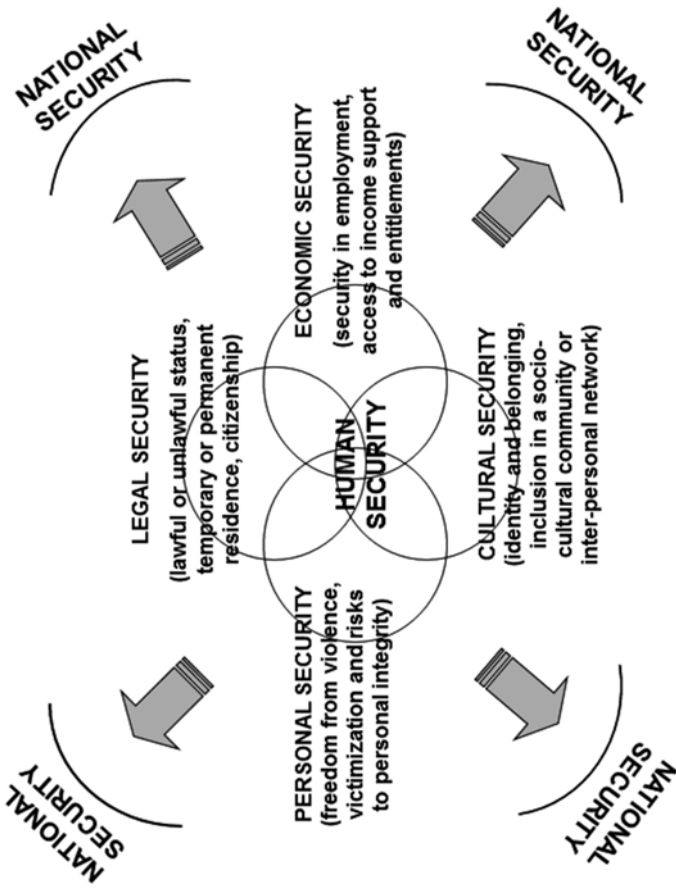 NATIONAL
SECURITY
NATIONAL
SECURITY
LEGAL SECURITY
(lawful or unlawful status,
temporary or permanent
residence, citizenship)
PERSONAL SECURITY
(freedom from violence,
victimization and risks
to personal integrity)
HUMAN
SECURITY
ECONOMIC SECURITY
(security in employment,
access to income support
and entitlements)
CULTURAL SECURITY
(identity and belonging,
inclusion in a socio-
cultural community or
inter-personal network)
NATIONAL
SECURITY
NATIONAL
SECURITY